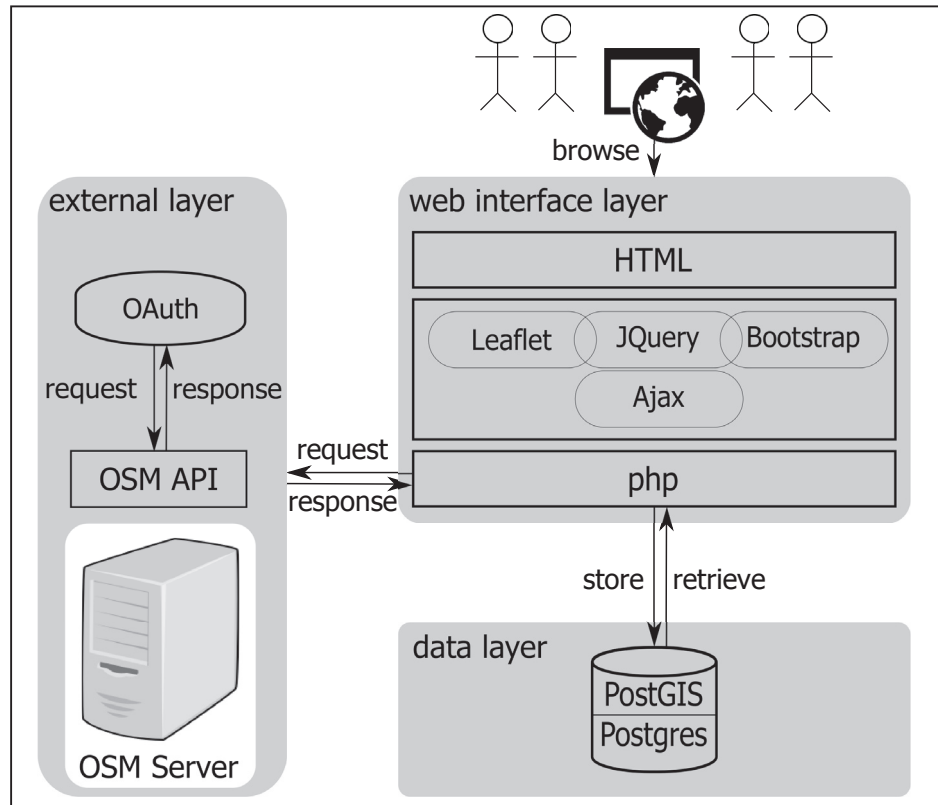 browse
external layer
web interface layer
HTML
OAuth
Leaflet
JQuery
Bootstrap
Ajax
request
response
OSM API
request
response
php
store
retrieve
data layer
PostGIS
Postgres
OSM Server